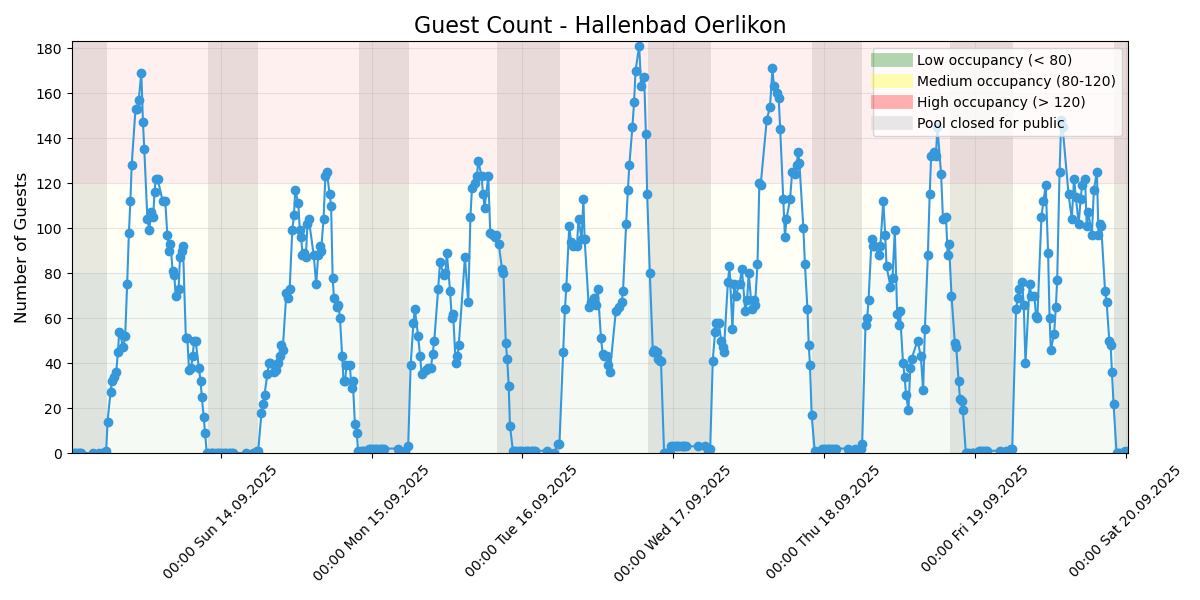 Guest Count - Hallenbad Oerlikon
Low occupancy (< 80)
Medium occupancy (80-120)
High occupancy (> 120)
Pool closed for public
Number of Guests
180
160
140
120
100
80
60
40
20
0
00:00 Sun 14.09.2025
00:00 Mon 15.09.2025
00:00 Tue 16.09.2025
00:00 Wed 17.09.2025
00:00 Thu 18.09.2025
00:00 Fri 19.09.2025
00:00 Sat 20.09.2025